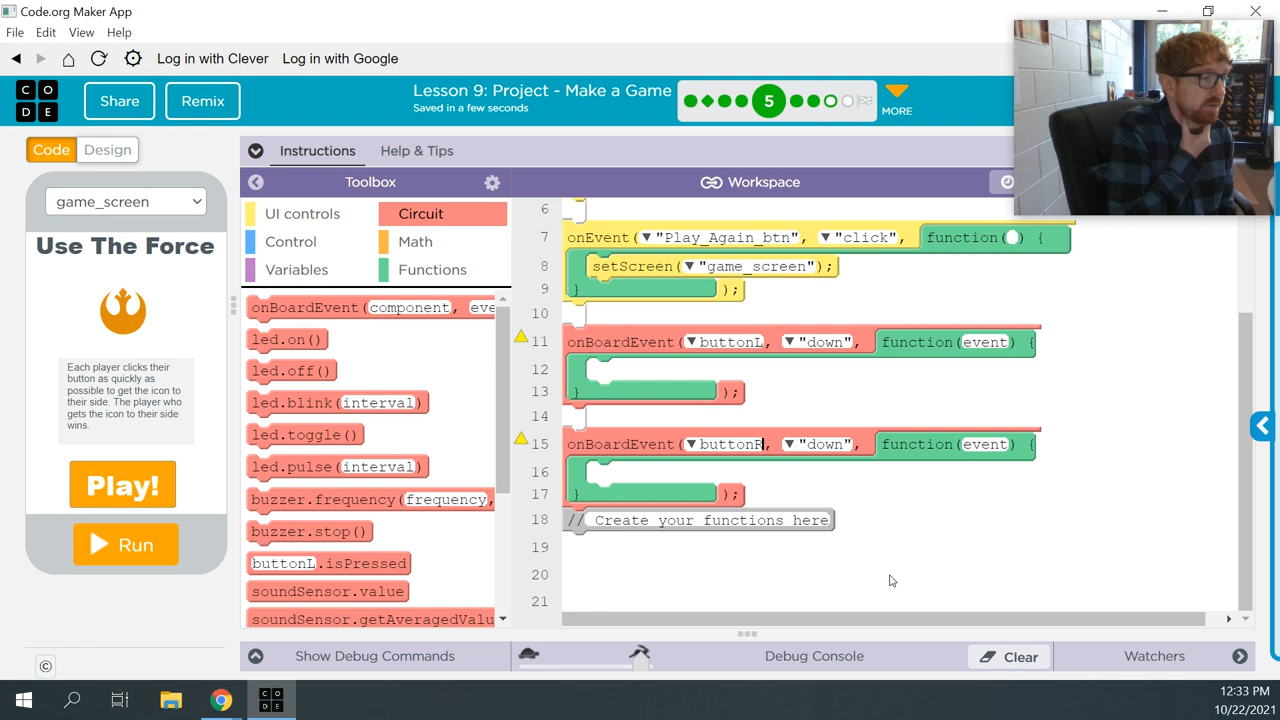 Code.org Maker App
File Edit View Help
Log in with Clever Log in with Google
C O
D E
Share
Remix
Lesson 9: Project - Make a Game
Saved in a few seconds
5
MORE
Code Design
Instructions Help & Tips
Toolbox
Workspace
game_screen
Use The Force
Each player clicks their
button as quickly as
possible to get the icon to
their side. The player who
gets the icon to their side
wins.
Play!
Run
©
UI controls Circuit
Control Math
Variables Functions
onBoardEvent(component, eve
led.on()
led.off()
led.blink(interval)
led.toggle()
led.pulse(interval)
buzzer.frequency(frequency,
buzzer.stop()
buttonL.isPressed
soundSensor.value
soundSensor.getAveragedValu
6
7 onEvent(▼"Play_Again_btn", ▼"click", function( ) {
8 setScreen(▼"game_screen");
9 } );
10
11 onBoardEvent(▼buttonL, ▼"down", function(event) {
12
13 } );
14
15 onBoardEvent(▼buttonR, ▼"down", function(event) {
16
17 } );
18 // Create your functions here
19
20
21
Show Debug Commands
Debug Console
Clear
Watchers
C O
D E
12:33 PM
10/22/2021